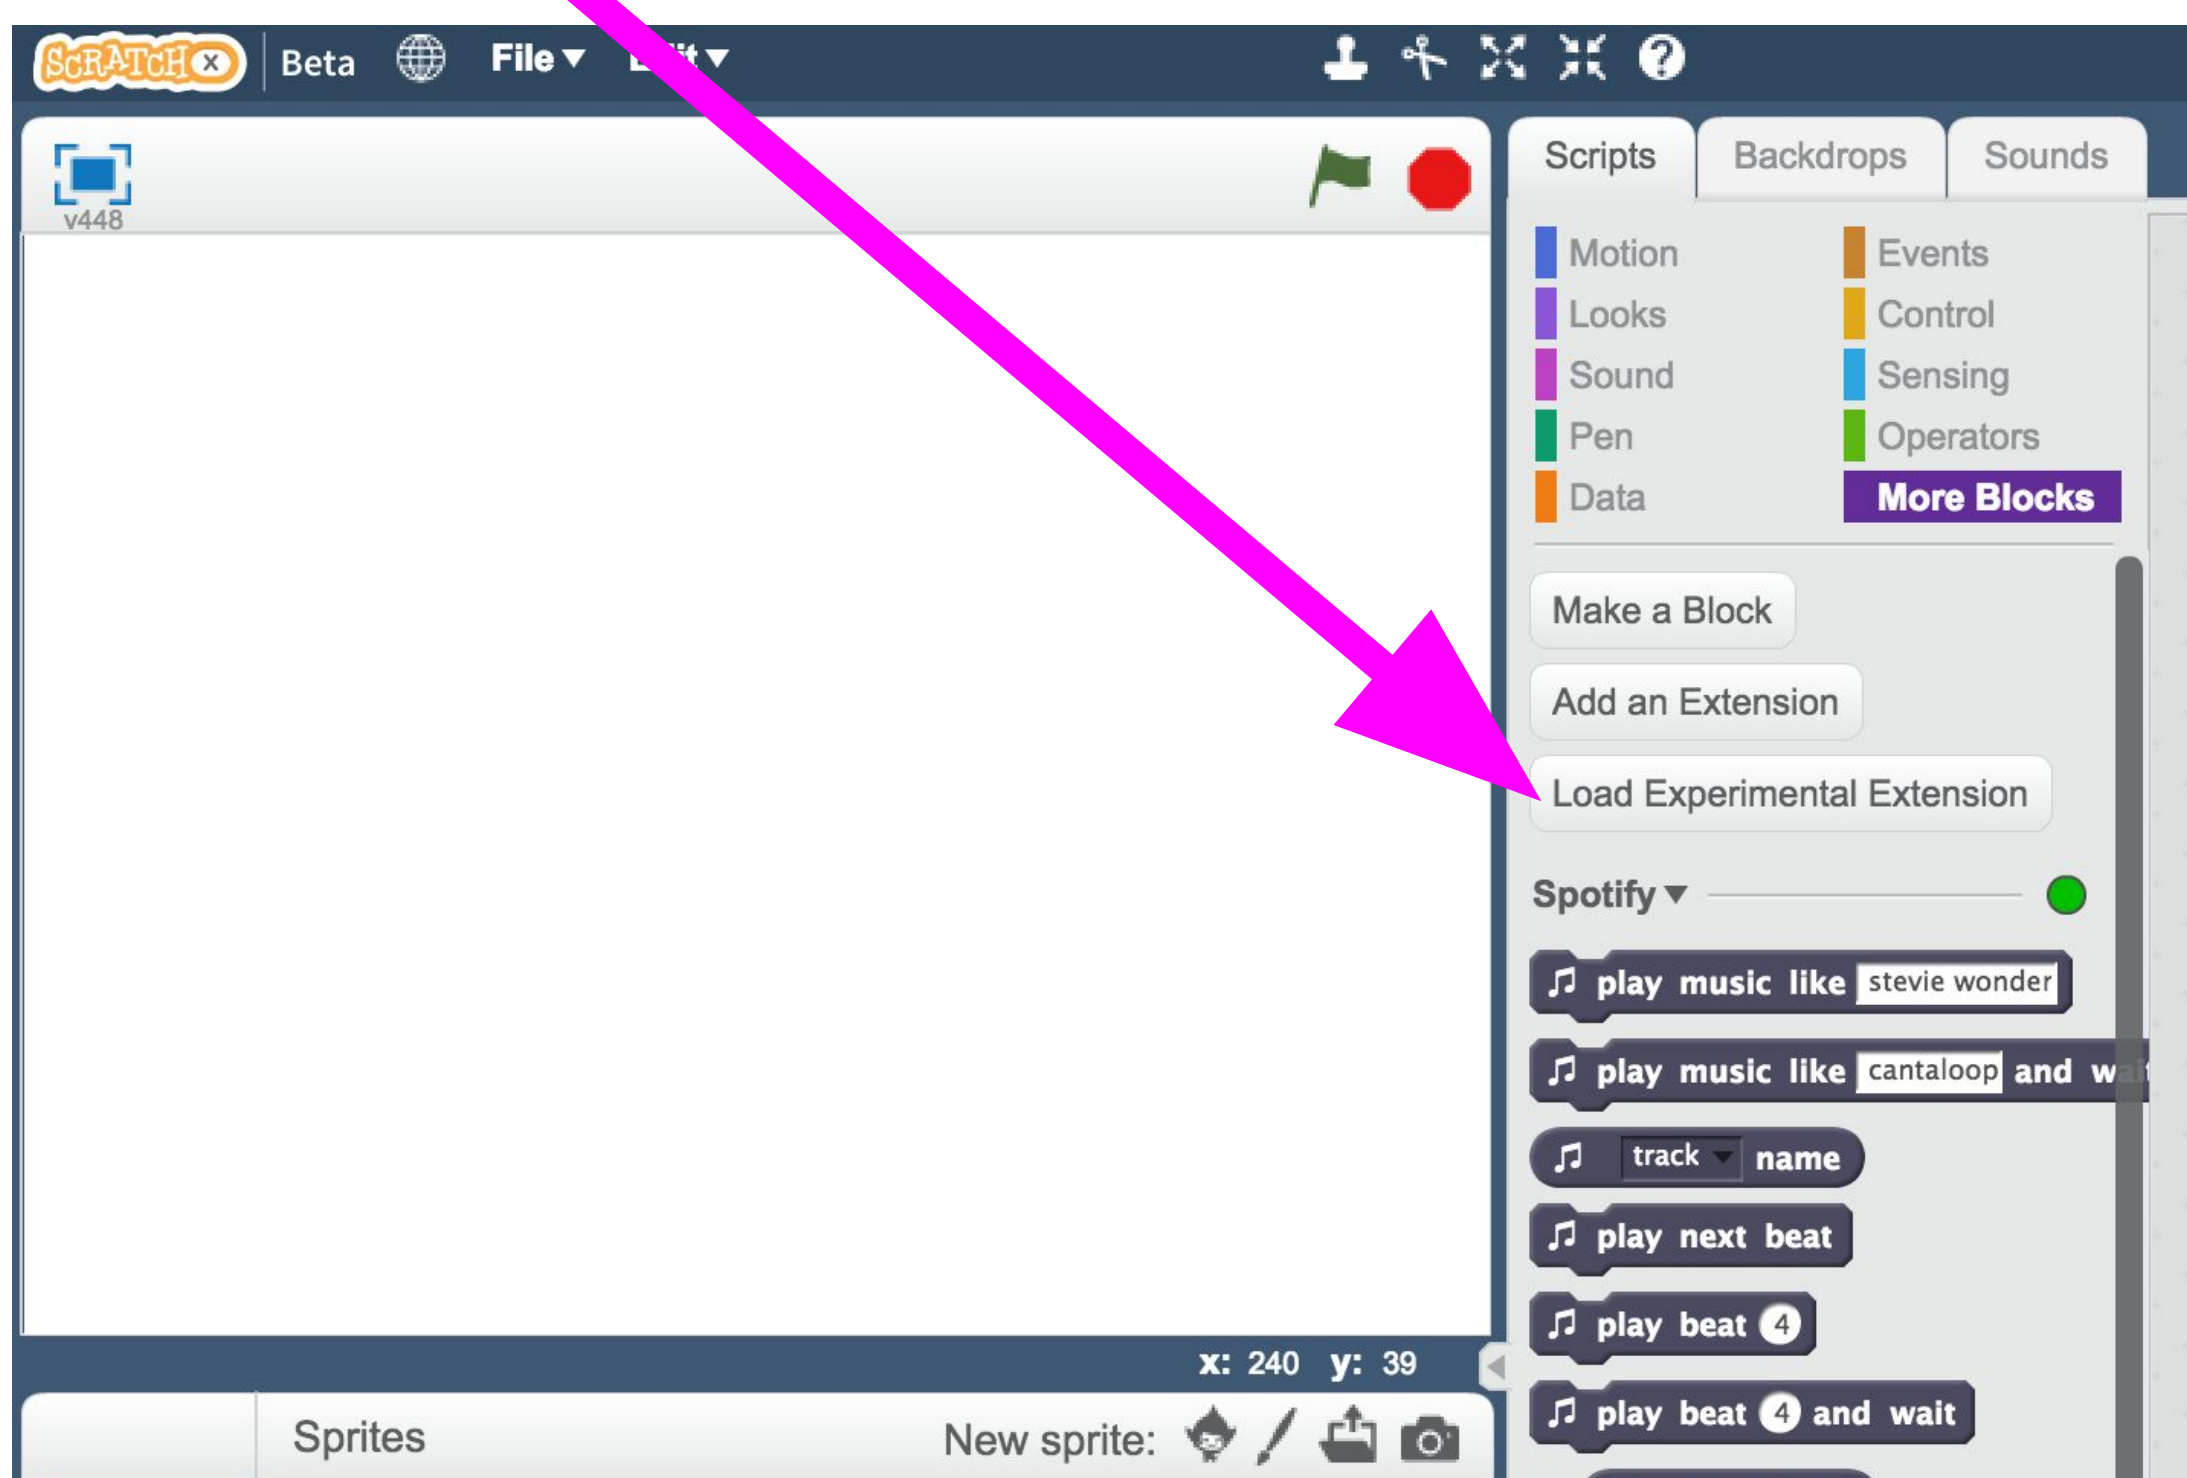 SCRATCH X Beta File Edit
v448
Scripts Backdrops Sounds
Motion Events
Looks Control
Sound Sensing
Pen Operators
Data More Blocks
Make a Block
Add an Extension
Load Experimental Extension
Spotify
play music like stevie wonder
play music like cantaloop and wait
track name
play next beat
play beat 4
play beat 4 and wait
x: 240 y: 39
Sprites New sprite: